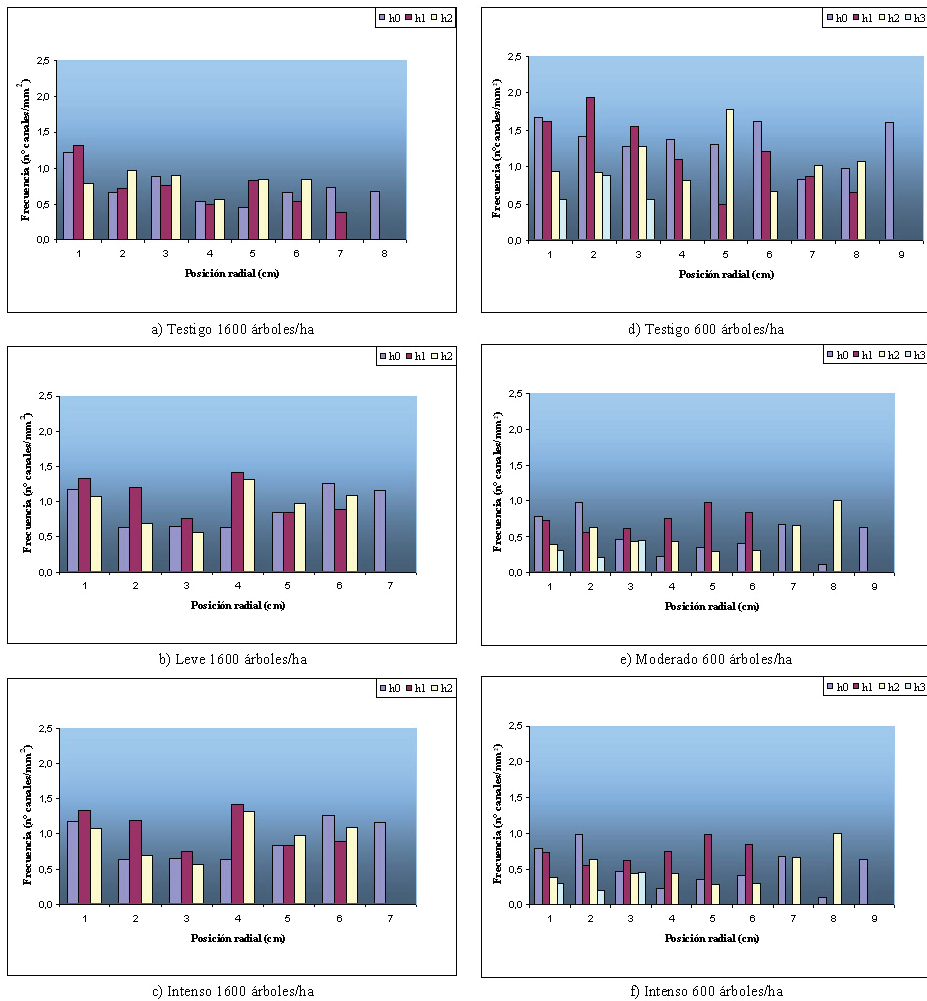 h0 h1 h2
Frecuencia (nº canales/mm²)
2,5
2,0
1,5
1,0
0,5
0,0
1 2 3 4 5 6 7 8
Posición radial (cm)
a) Testigo 1600 árboles/ha
h0 h1 h2 h3
Frecuencia (nºcanales/mm²)
2,5
2,0
1,5
1,0
0,5
0,0
1 2 3 4 5 6 7 8 9
Posición radial (cm)
d) Testigo 600 árboles/ha
h0 h1 h2
Frecuencia (nº canales/mm²)
2,5
2,0
1,5
1,0
0,5
0,0
1 2 3 4 5 6 7
Posición radial (cm)
b) Leve 1600 árboles/ha
h0 h1 h2 h3
Frecuencia (nº canales/mm²)
2,5
2,0
1,5
1,0
0,5
0,0
1 2 3 4 5 6 7 8 9
Posición radial (cm)
e) Moderado 600 árboles/ha
h0 h1 h2
Frecuencia (nº canales/mm²)
2,5
2,0
1,5
1,0
0,5
0,0
1 2 3 4 5 6 7
Posición radial (cm)
c) Intenso 1600 árboles/ha
h0 h1 h2 h3
Frecuencia (nº canales/mm²)
2,5
2,0
1,5
1,0
0,5
0,0
1 2 3 4 5 6 7 8 9
Posición radial (cm)
f) Intenso 600 árboles/ha